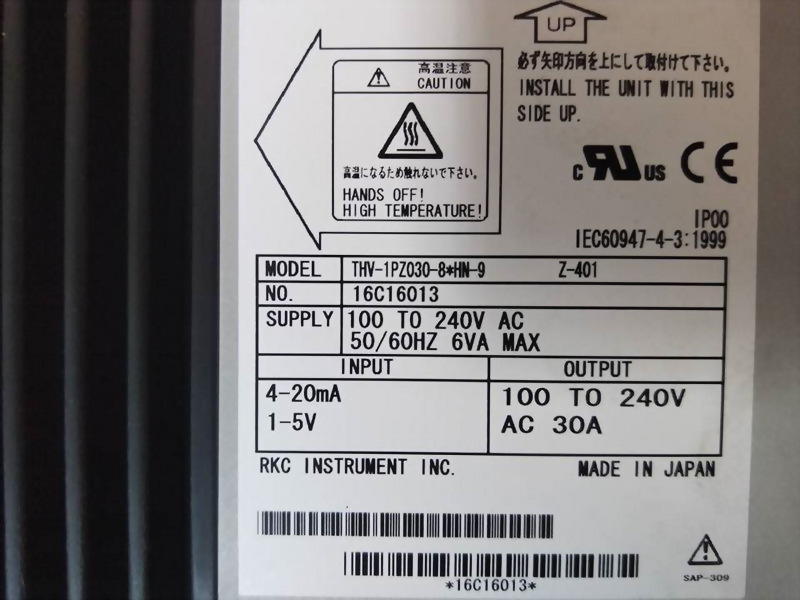 UP
必ず矢印方向を上にして取付けて下さい。
INSTALL THE UNIT WITH THIS
SIDE UP.
高温注意
CAUTION
高温になるため触れないで下さい。
HANDS OFF!
HIGH TEMPERATURE!
c RU US CE
IP00
IEC60947-4-3:1999
MODEL THV-1PZ030-8*HN-9 Z-401
NO. 16C16013
SUPPLY 100 TO 240V AC
50/60HZ 6VA MAX
INPUT OUTPUT
4-20mA 100 TO 240V
1-5V AC 30A
RKC INSTRUMENT INC. MADE IN JAPAN
*16C16013*
SAP-309